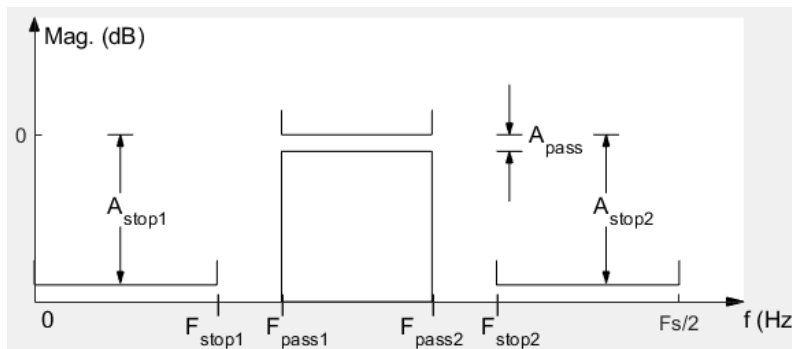 Mag. (dB)
0
A_pass
A_stop1
A_stop2
0
F_stop1
F_pass1
F_pass2
F_stop2
Fs/2
f (Hz